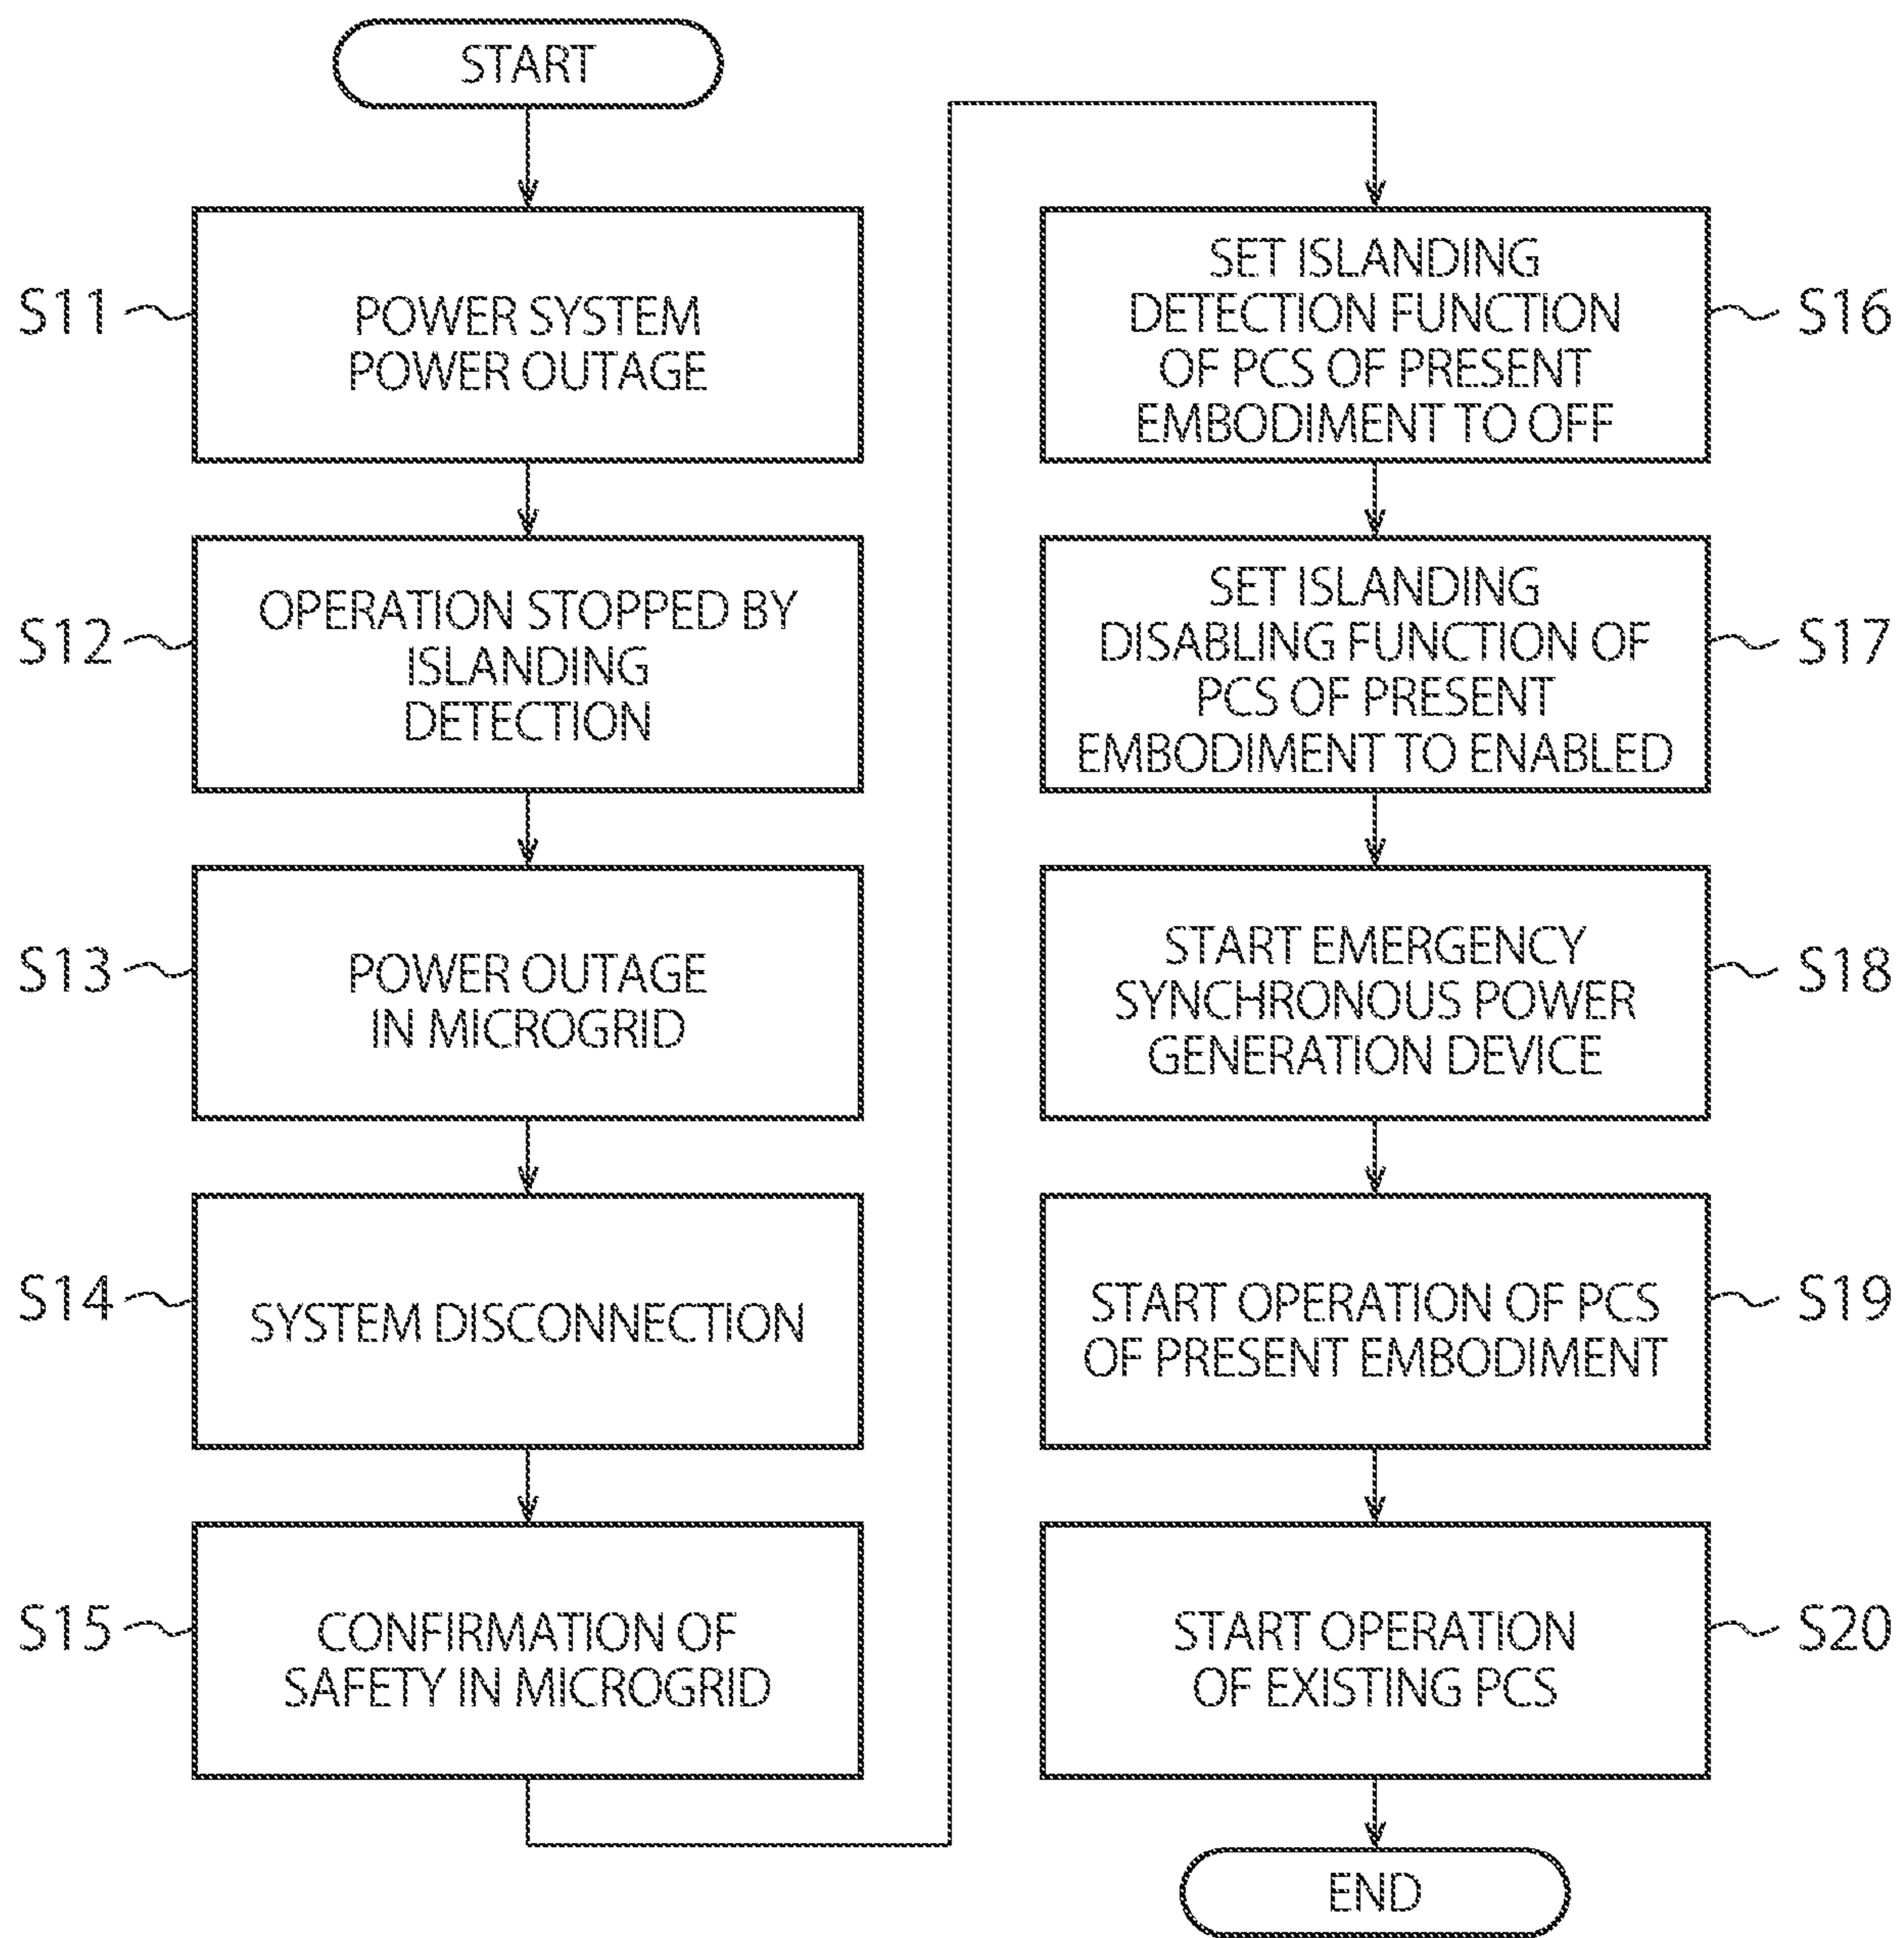 START
S11
POWER SYSTEM
POWER OUTAGE
S12
OPERATION STOPPED BY
ISLANDING
DETECTION
S13
POWER OUTAGE
IN MICROGRID
S14
SYSTEM DISCONNECTION
S15
CONFIRMATION OF
SAFETY IN MICROGRID
SET ISLANDING
DETECTION FUNCTION
OF PCS OF PRESENT
EMBODIMENT TO OFF
S16
SET ISLANDING
DISABLING FUNCTION OF
PCS OF PRESENT
EMBODIMENT TO ENABLED
S17
START EMERGENCY
SYNCHRONOUS POWER
GENERATION DEVICE
S18
START OPERATION OF PCS
OF PRESENT EMBODIMENT
S19
START OPERATION
OF EXISTING PCS
S20
END